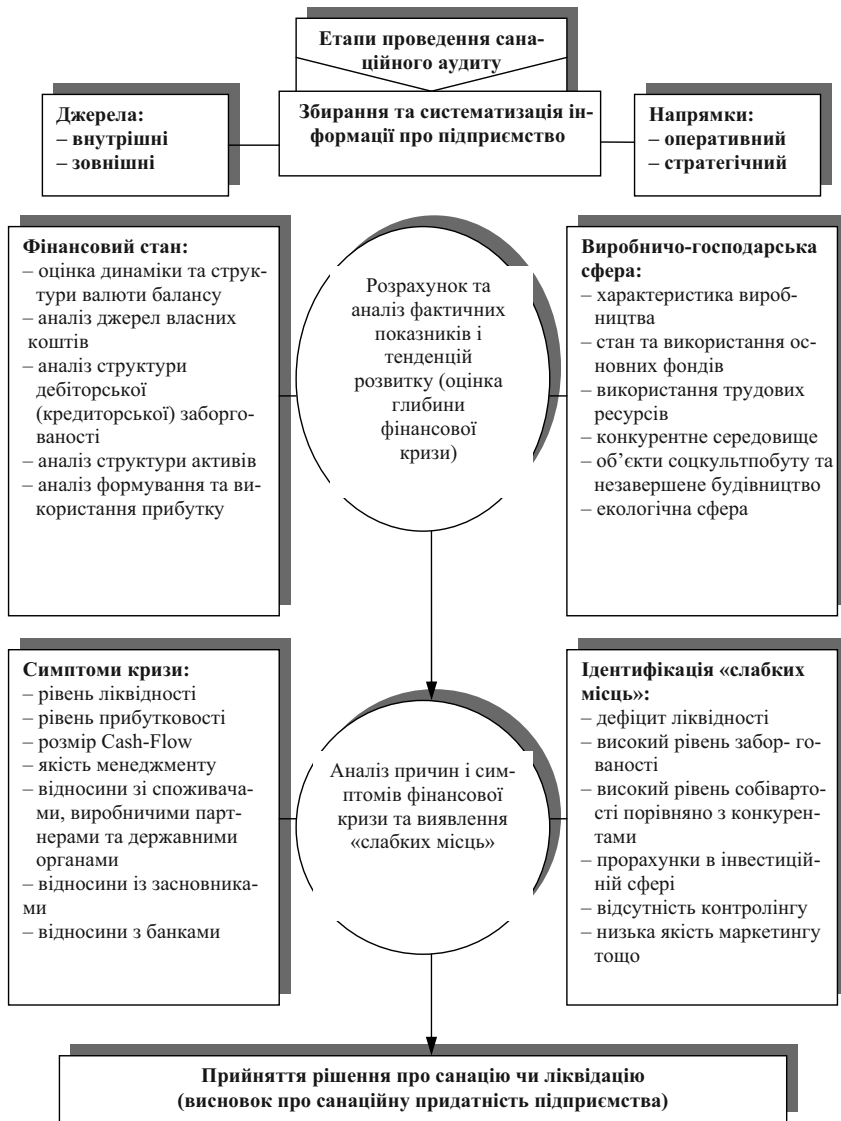 Етапи проведення сана-
ційного аудиту
Джерела:
– внутрішні
– зовнішні
Збирання та систематизація ін-
формації про підприємство
Напрямки:
– оперативний
– стратегічний
Фінансовий стан:
– оцінка динаміки та струк-
тури валюти балансу
– аналіз джерел власних
коштів
– аналіз структури
дебіторської
(кредиторської) заборго-
ваності
– аналіз структури активів
– аналіз формування та ви-
користання прибутку
Розрахунок та
аналіз фактичних
показників і
тенденцій
розвитку (оцінка
глибини
фінансової
кризи)
Виробничо-господарська
сфера:
– характеристика вироб-
ництва
– стан та використання ос-
новних фондів
– використання трудових
ресурсів
– конкурентне середовище
– об’єкти соцкультпобуту та
незавершене будівництво
– екологічна сфера
Симптоми кризи:
– рівень ліквідності
– рівень прибутковості
– розмір Cash-Flow
– якість менеджменту
– відносини зі споживача-
ми, виробничими парт-
нерами та державними
органами
– відносини із засновника-
ми
– відносини з банками
Аналіз причин і сим-
птомів фінансової
кризи та виявлення
«слабких місць»
Ідентифікація «слабких
місць»:
– дефіцит ліквідності
– високий рівень забор- го-
ваності
– високий рівень собіварто-
сті порівняно з конкурен-
тами
– прорахунки в інвестицій-
ній сфері
– відсутність контролінгу
– низька якість маркетингу
тощо
Прийняття рішення про санацію чи ліквідацію
(висновок про санаційну придатність підприємства)